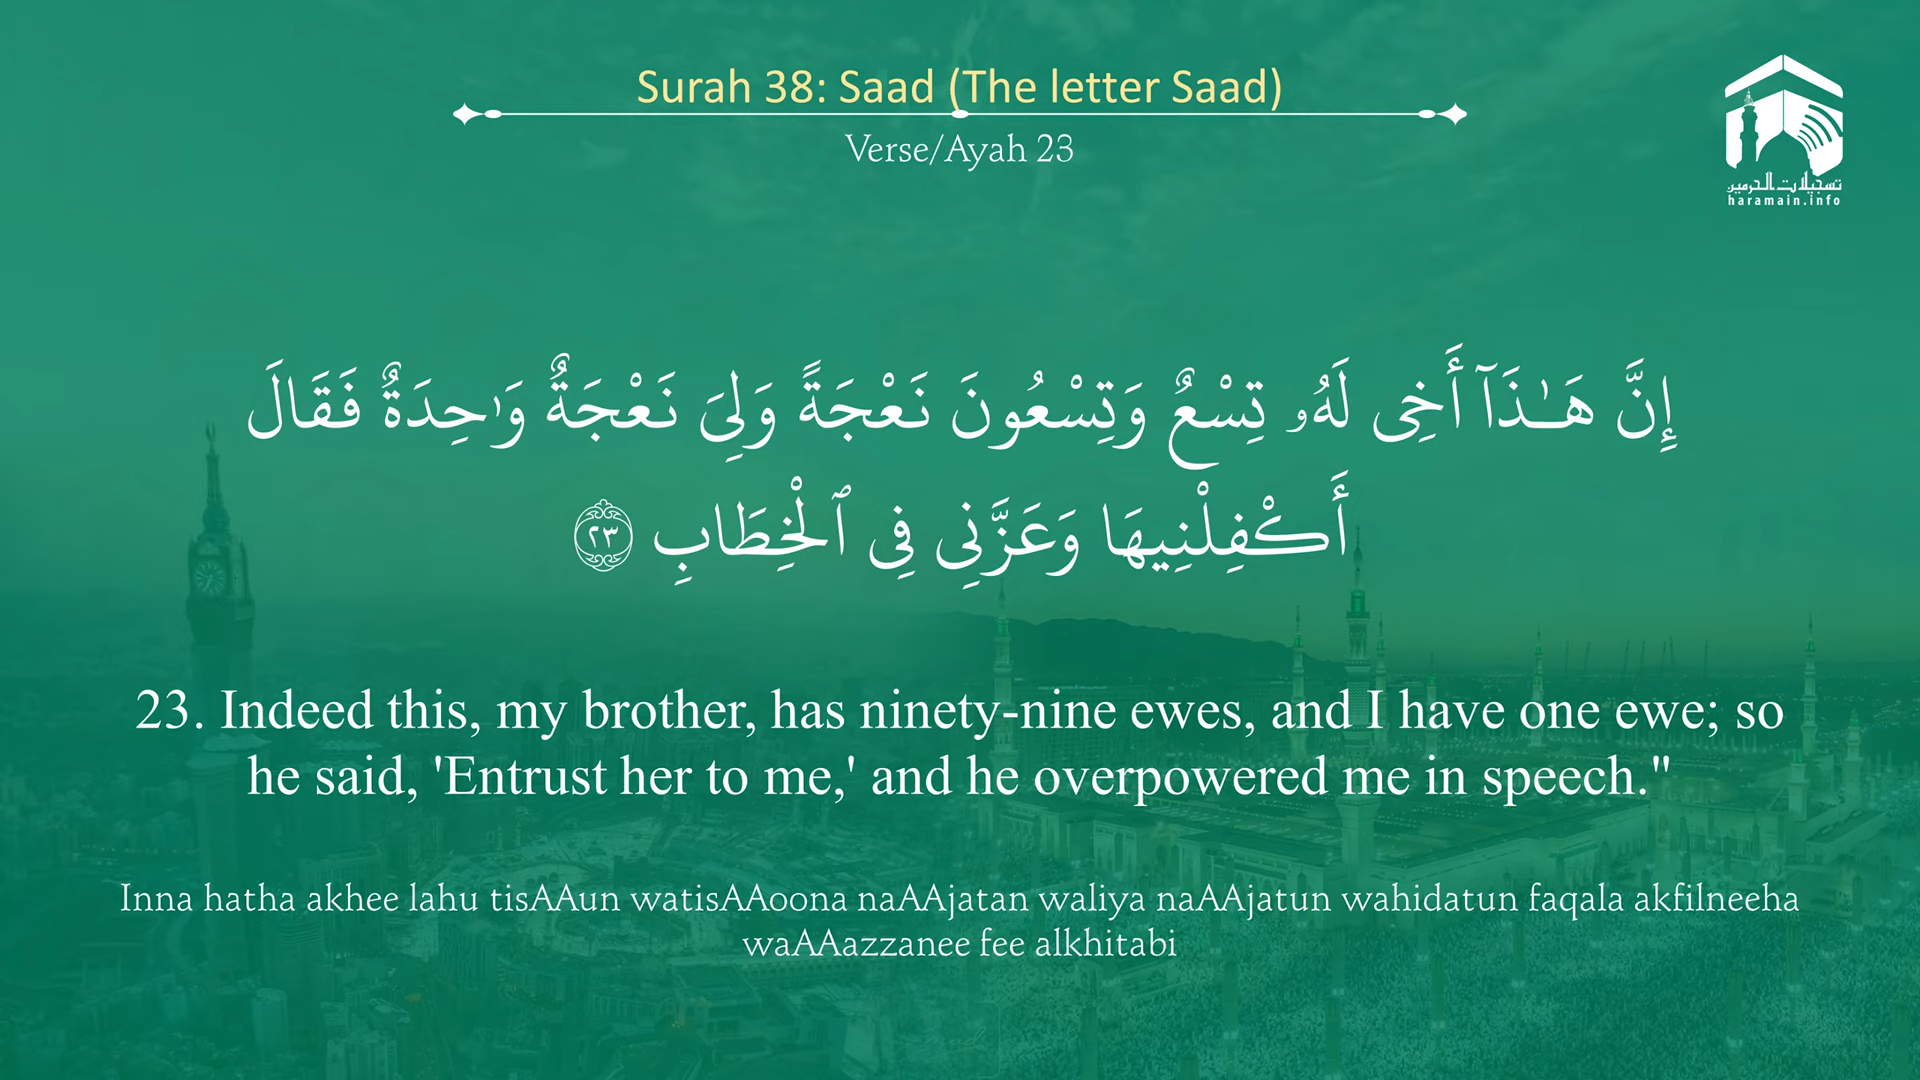 Surah 38: Saad (The letter Saad)
Verse/Ayah 23
تسجيلات الحرمين
haramain.info
إِنَّ هَـٰذَآ أَخِى لَهُۥ تِسْعٌ وَتِسْعُونَ نَعْجَةً وَلِىَ نَعْجَةٌ وَٰحِدَةٌ فَقَالَ
أَكْفِلْنِيهَا وَعَزَّنِى فِى ٱلْخِطَابِ ٢٣
23. Indeed this, my brother, has ninety-nine ewes, and I have one ewe; so
he said, 'Entrust her to me,' and he overpowered me in speech."
Inna hatha akhee lahu tisAAun watisAAoona naAAjatan waliya naAAjatun wahidatun faqala akfilneeha
waAAazzanee fee alkhitabi